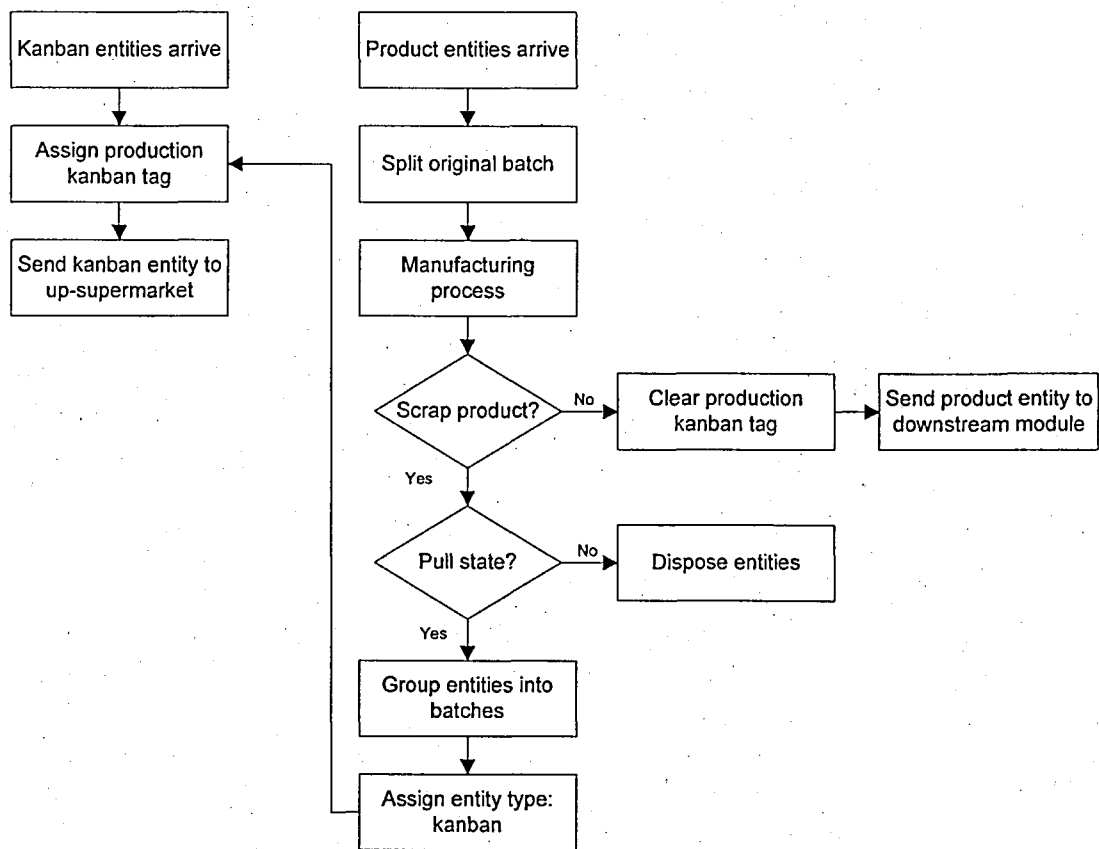 Kanban entities arrive
Product entities arrive
Assign production
kanban tag
Split original batch
Send kanban entity to
up-supermarket
Manufacturing
process
Scrap product?
No
Clear production
kanban tag
Send product entity to
downstream module
Yes
Pull state?
No
Dispose entities
Yes
Group entities into
batches
Assign entity type:
kanban